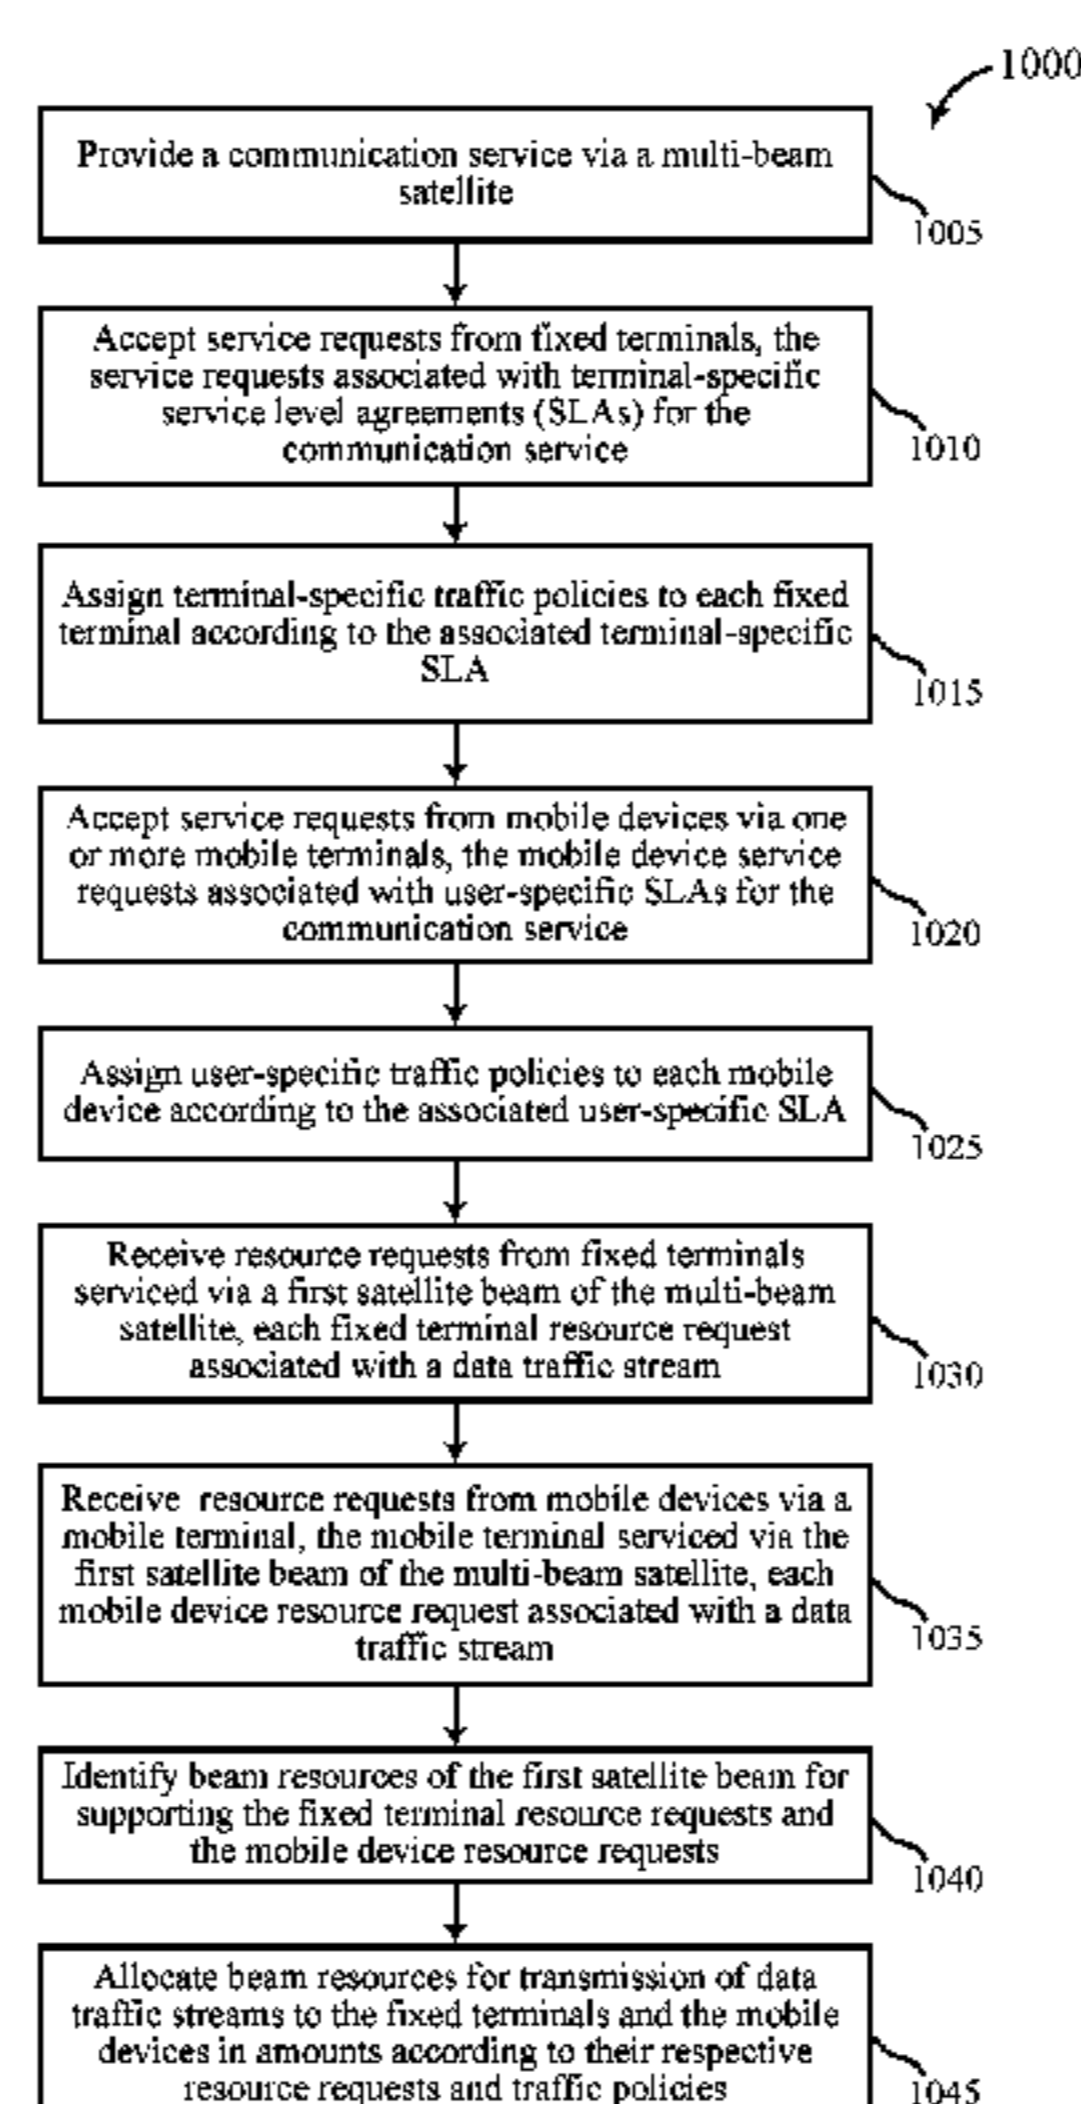 1000
Provide a communication service via a multi-beam
satellite
1005
Accept service requests from fixed terminals, the
service requests associated with terminal-specific
service level agreements (SLAs) for the
communication service
1010
Assign terminal-specific traffic policies to each fixed
terminal according to the associated terminal-specific
SLA
1015
Accept service requests from mobile devices via one
or more mobile terminals, the mobile device service
requests associated with user-specific SLAs for the
communication service
1020
Assign user-specific traffic policies to each mobile
device according to the associated user-specific SLA
1025
Receive resource requests from fixed terminals
serviced via a first satellite beam of the multi-beam
satellite, each fixed terminal resource request
associated with a data traffic stream
1030
Receive resource requests from mobile devices via a
mobile terminal, the mobile terminal serviced via the
first satellite beam of the multi-beam satellite, each
mobile device resource request associated with a data
traffic stream
1035
Identify beam resources of the first satellite beam for
supporting the fixed terminal resource requests and
the mobile device resource requests
1040
Allocate beam resources for transmission of data
traffic streams to the fixed terminals and the mobile
devices in amounts according to their respective
resource requests and traffic policies
1045